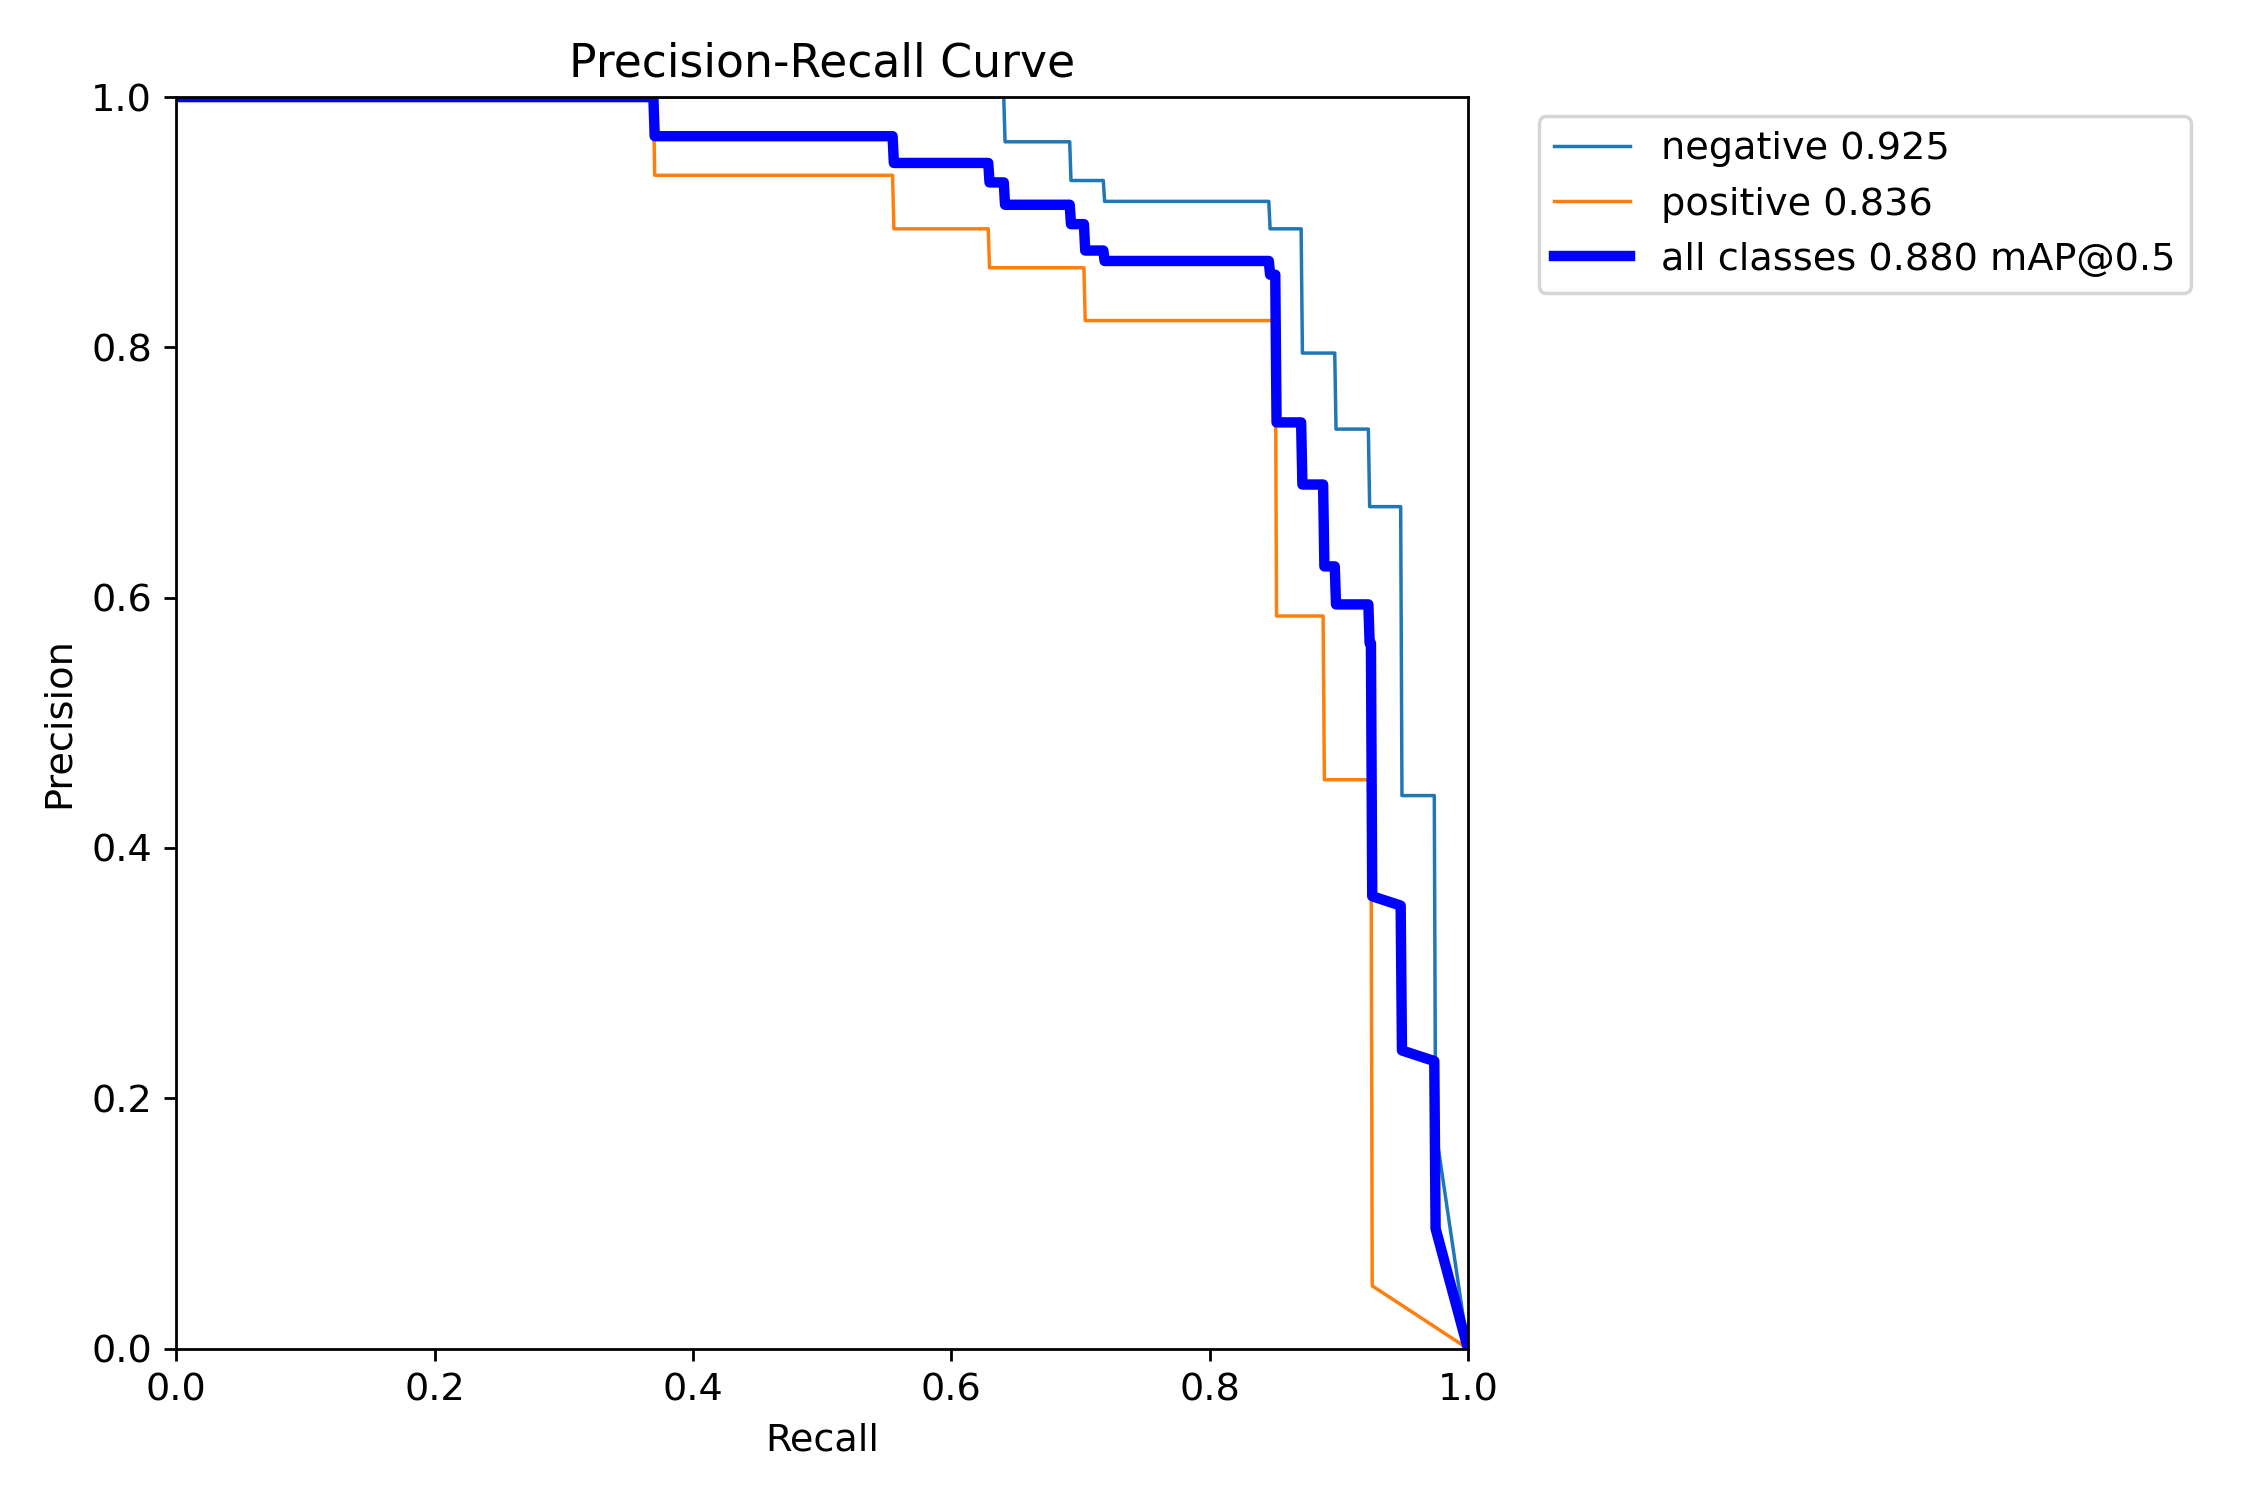 Precision-Recall Curve
1.0
0.8
0.6
0.4
0.2
0.0
Precision
0.0 0.2 0.4 0.6 0.8 1.0
Recall
negative 0.925
positive 0.836
all classes 0.880 mAP@0.5